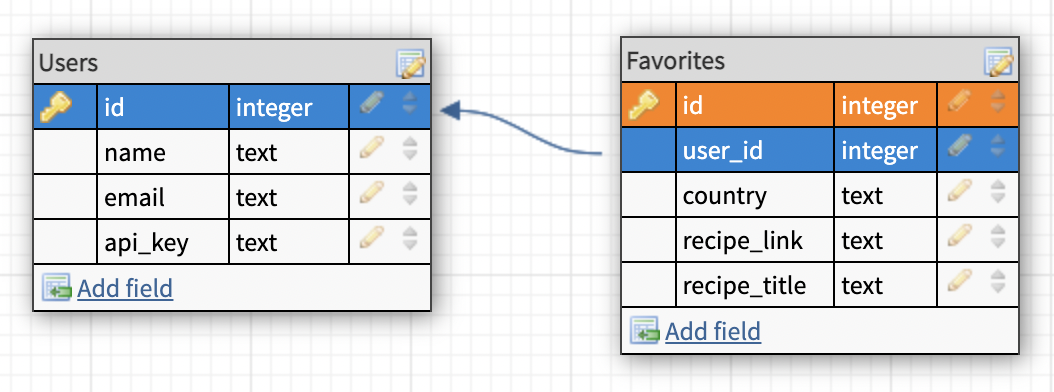 Users
id integer
name text
email text
api_key text
Add field
Favorites
id integer
user_id integer
country text
recipe_link text
recipe_title text
Add field